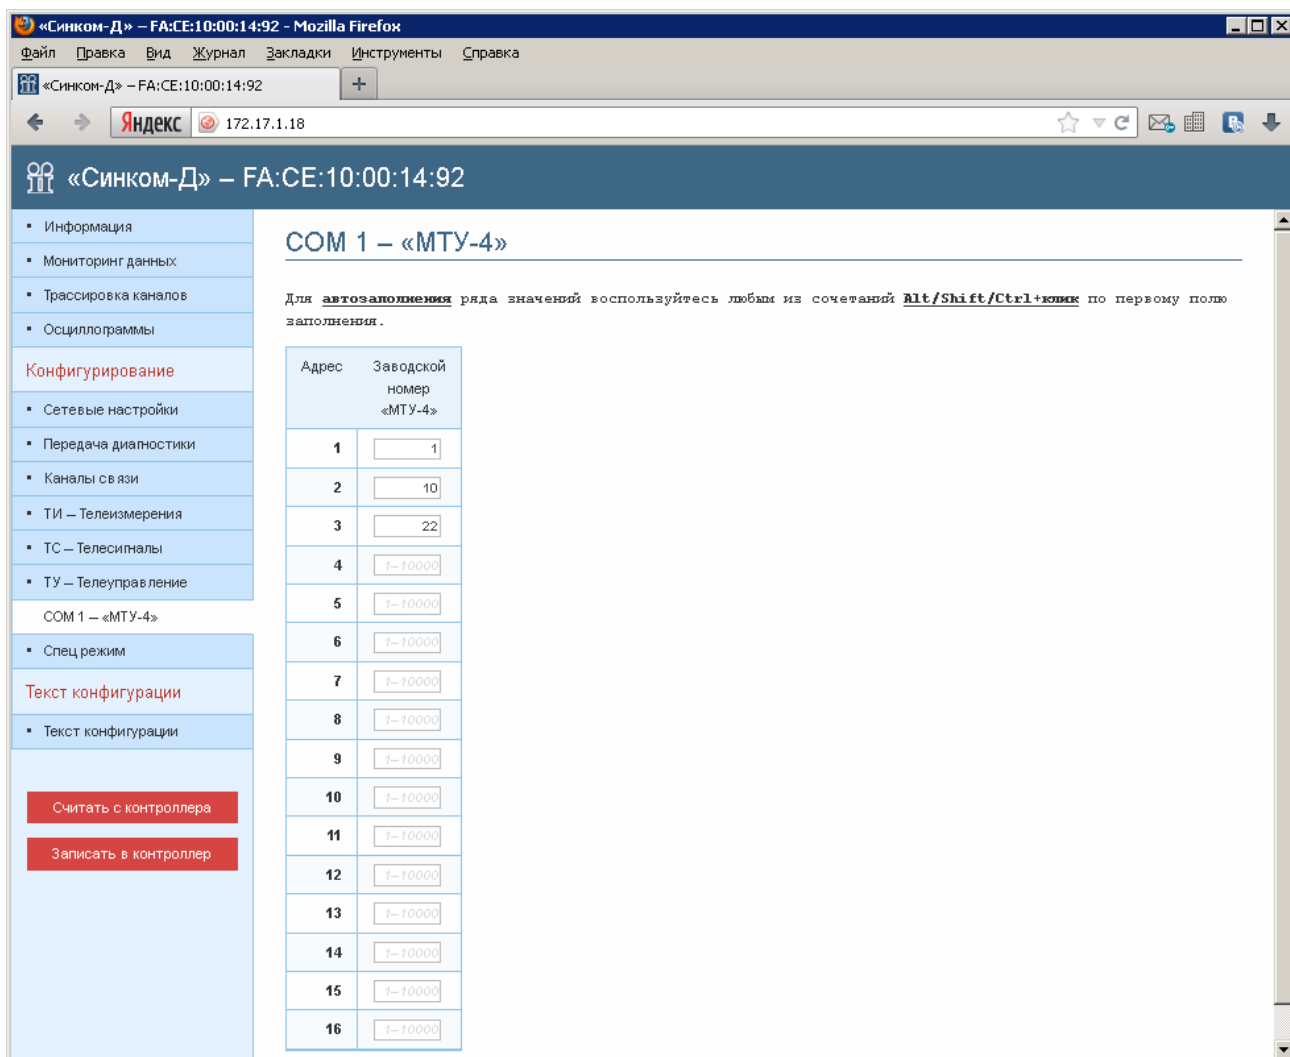 «Синком-Д» – FA:CE:10:00:14:92 - Mozilla Firefox
Файл Правка Вид Журнал Закладки Инструменты Справка
«Синком-Д» – FA:CE:10:00:14:92
Яндекс 172.17.1.18
«Синком-Д» – FA:CE:10:00:14:92
Информация
Мониторинг данных
Трассировка каналов
Осциллограммы
Конфигурирование
Сетевые настройки
Передача диагностики
Каналы связи
ТИ – Телеизмерения
ТС – Телесигналы
ТУ – Телеуправление
COM 1 – «МТУ-4»
Спец режим
Текст конфигурации
Текст конфигурации
Считать с контроллера
Записать в контроллер
COM 1 – «МТУ-4»
Для автозаполнения ряда значений воспользуйтесь любым из сочетаний Alt/Shift/Ctrl+клик по первому полю
заполнения.
Адрес Заводской
номер
«МТУ-4»
1 1
2 10
3 22
4 1–10000
5 1–10000
6 1–10000
7 1–10000
8 1–10000
9 1–10000
10 1–10000
11 1–10000
12 1–10000
13 1–10000
14 1–10000
15 1–10000
16 1–10000